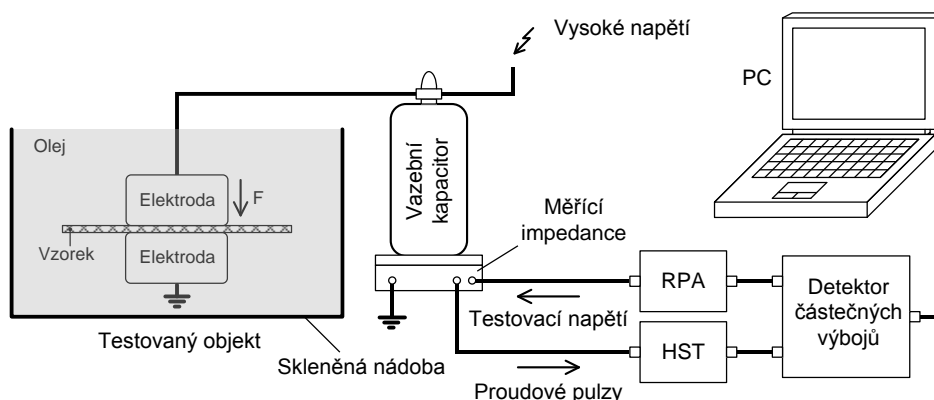 Vysoké napětí
PC
Olej
Vazební
kapacitor
Elektroda
F
Měřící
impedance
Vzorek
Elektroda
RPA
Detektor
částečných
výbojů
Testovací napětí
Testovaný objekt
HST
Skleněná nádoba
Proudové pulzy